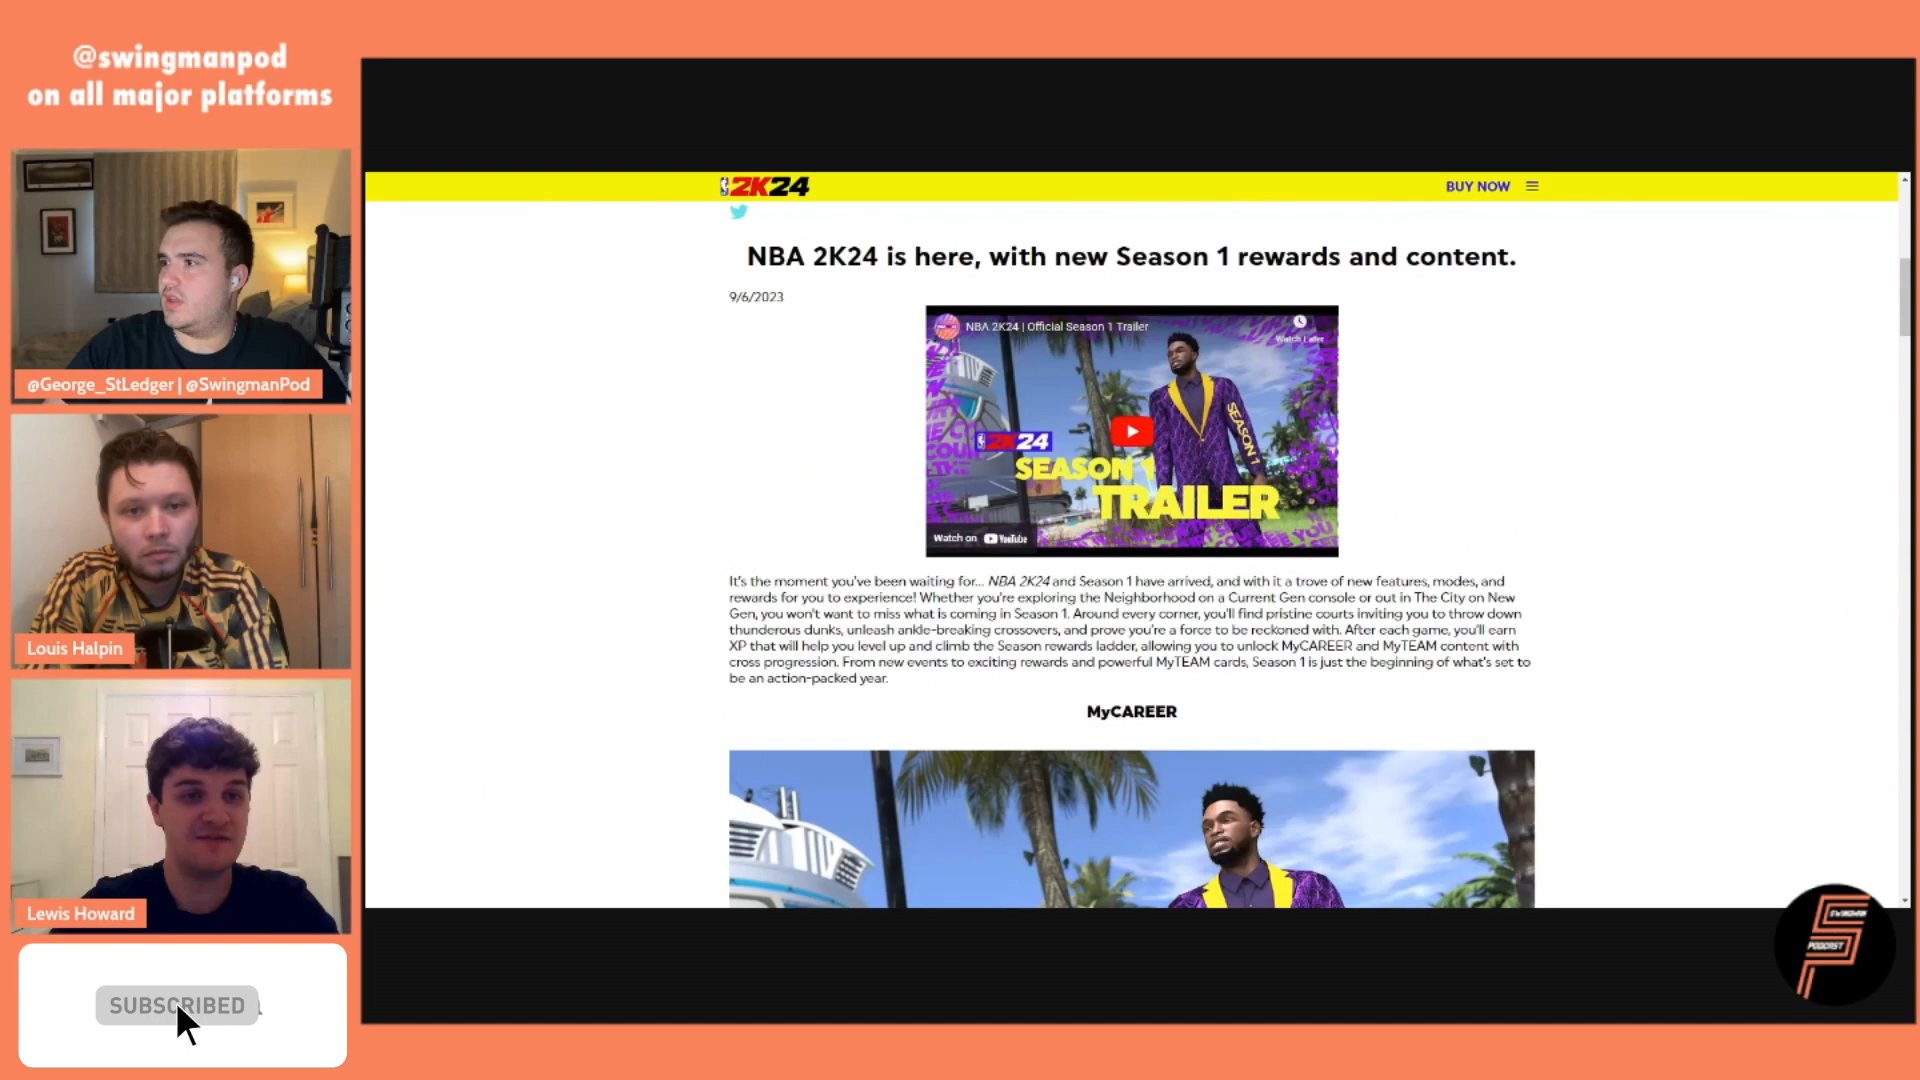 @swingmanpod
on all major platforms
@George_StLedger | @SwingmanPod
Louis Halpin
Lewis Howard
SUBSCRIBED
2K24
BUY NOW
NBA 2K24 is here, with new Season 1 rewards and content.
9/6/2023
NBA 2K24 | Official Season 1 Trailer
Watch Later
SEASON 1
2K24
SEASON 1
TRAILER
Watch on YouTube
It's the moment you've been waiting for... NBA 2K24 and Season 1 have arrived, and with it a trove of new features, modes, and
rewards for you to experience! Whether you're exploring the Neighborhood on a Current Gen console or out in The City on New
Gen, you won't want to miss what is coming in Season 1. Around every corner, you'll find pristine courts inviting you to throw down
thunderous dunks, unleash ankle-breaking crossovers, and prove you're a force to be reckoned with. After each game, you'll earn
XP that will help you level up and climb the Season rewards ladder, allowing you to unlock MyCAREER and MyTEAM content with
cross progression. From new events to exciting rewards and powerful MyTEAM cards, Season 1 is just the beginning of what's set to
be an action-packed year.
MyCAREER
SWINGMAN
PODCAST